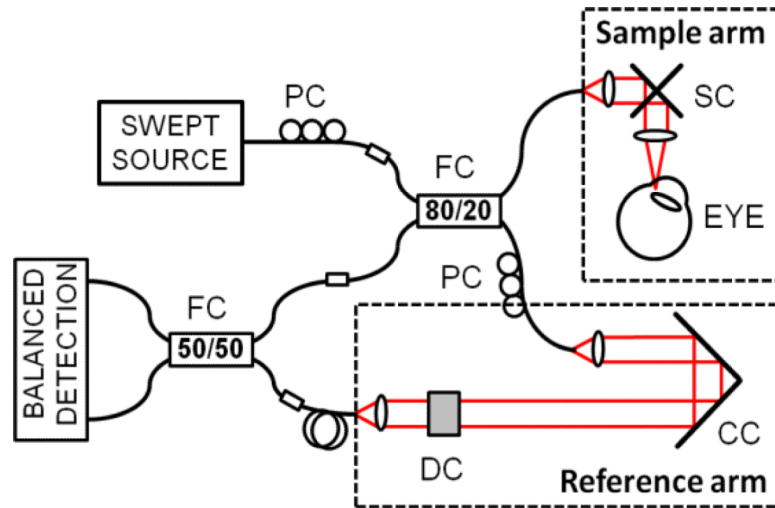 Sample arm
PC
SC
SWEPT
SOURCE
FC
80/20
EYE
PC
BALANCED
DETECTION
FC
50/50
CC
DC
Reference arm